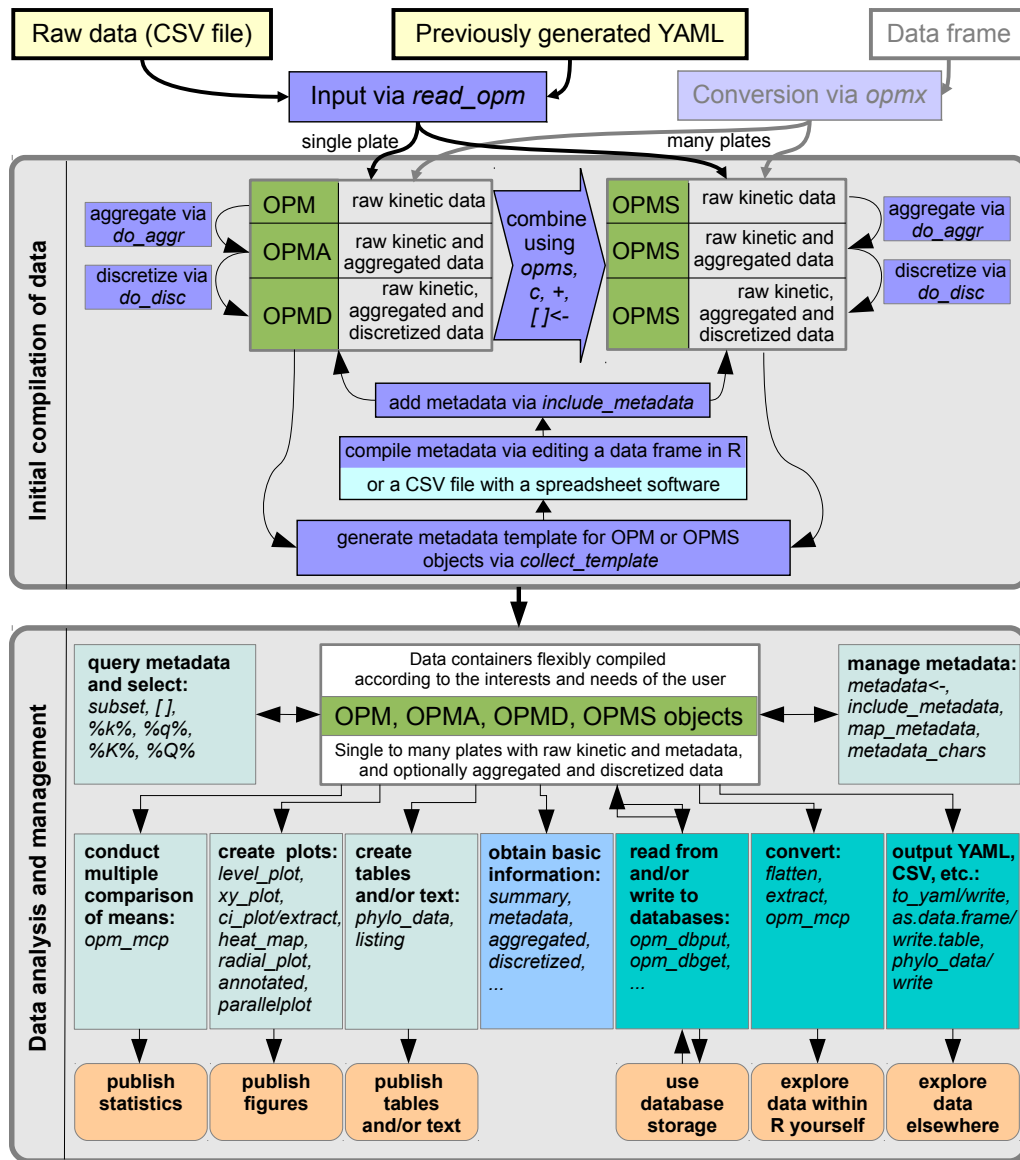 Raw data (CSV file)
Previously generated YAML
Data frame
Input via read_opm
Conversion via opmx
single plate
many plates
Initial compilation of data
aggregate via
do_aggr
discretize via
do_disc
OPM
raw kinetic data
OPMA
raw kinetic and
aggregated data
OPMD
raw kinetic,
aggregated and
discretized data
combine
using
opms,
c, +,
[ ]<-
OPMS
raw kinetic data
OPMS
raw kinetic and
aggregated data
OPMS
raw kinetic,
aggregated and
discretized data
aggregate via
do_aggr
discretize via
do_disc
add metadata via include_metadata
compile metadata via editing a data frame in R
or a CSV file with a spreadsheet software
generate metadata template for OPM or OPMS
objects via collect_template
Data analysis and management
query metadata
and select:
subset, [ ],
%k%, %q%,
%K%, %Q%
Data containers flexibly compiled
according to the interests and needs of the user
OPM, OPMA, OPMD, OPMS objects
Single to many plates with raw kinetic and metadata,
and optionally aggregated and discretized data
manage metadata:
metadata<-,
include_metadata,
map_metadata,
metadata_chars
conduct
multiple
comparison
of means:
opm_mcp
create plots:
level_plot,
xy_plot,
ci_plot/extract,
heat_map,
radial_plot,
annotated,
parallelplot
create
tables
and/or text:
phylo_data,
listing
obtain basic
information:
summary,
metadata,
aggregated,
discretized,
...
read from
and/or
write to
databases:
opm_dbput,
opm_dbget,
...
convert:
flatten,
extract,
opm_mcp
output YAML,
CSV, etc.:
to_yaml/write,
as.data.frame/
write.table,
phylo_data/
write
publish
statistics
publish
figures
publish
tables
and/or text
use
database
storage
explore
data within
R yourself
explore
data
elsewhere